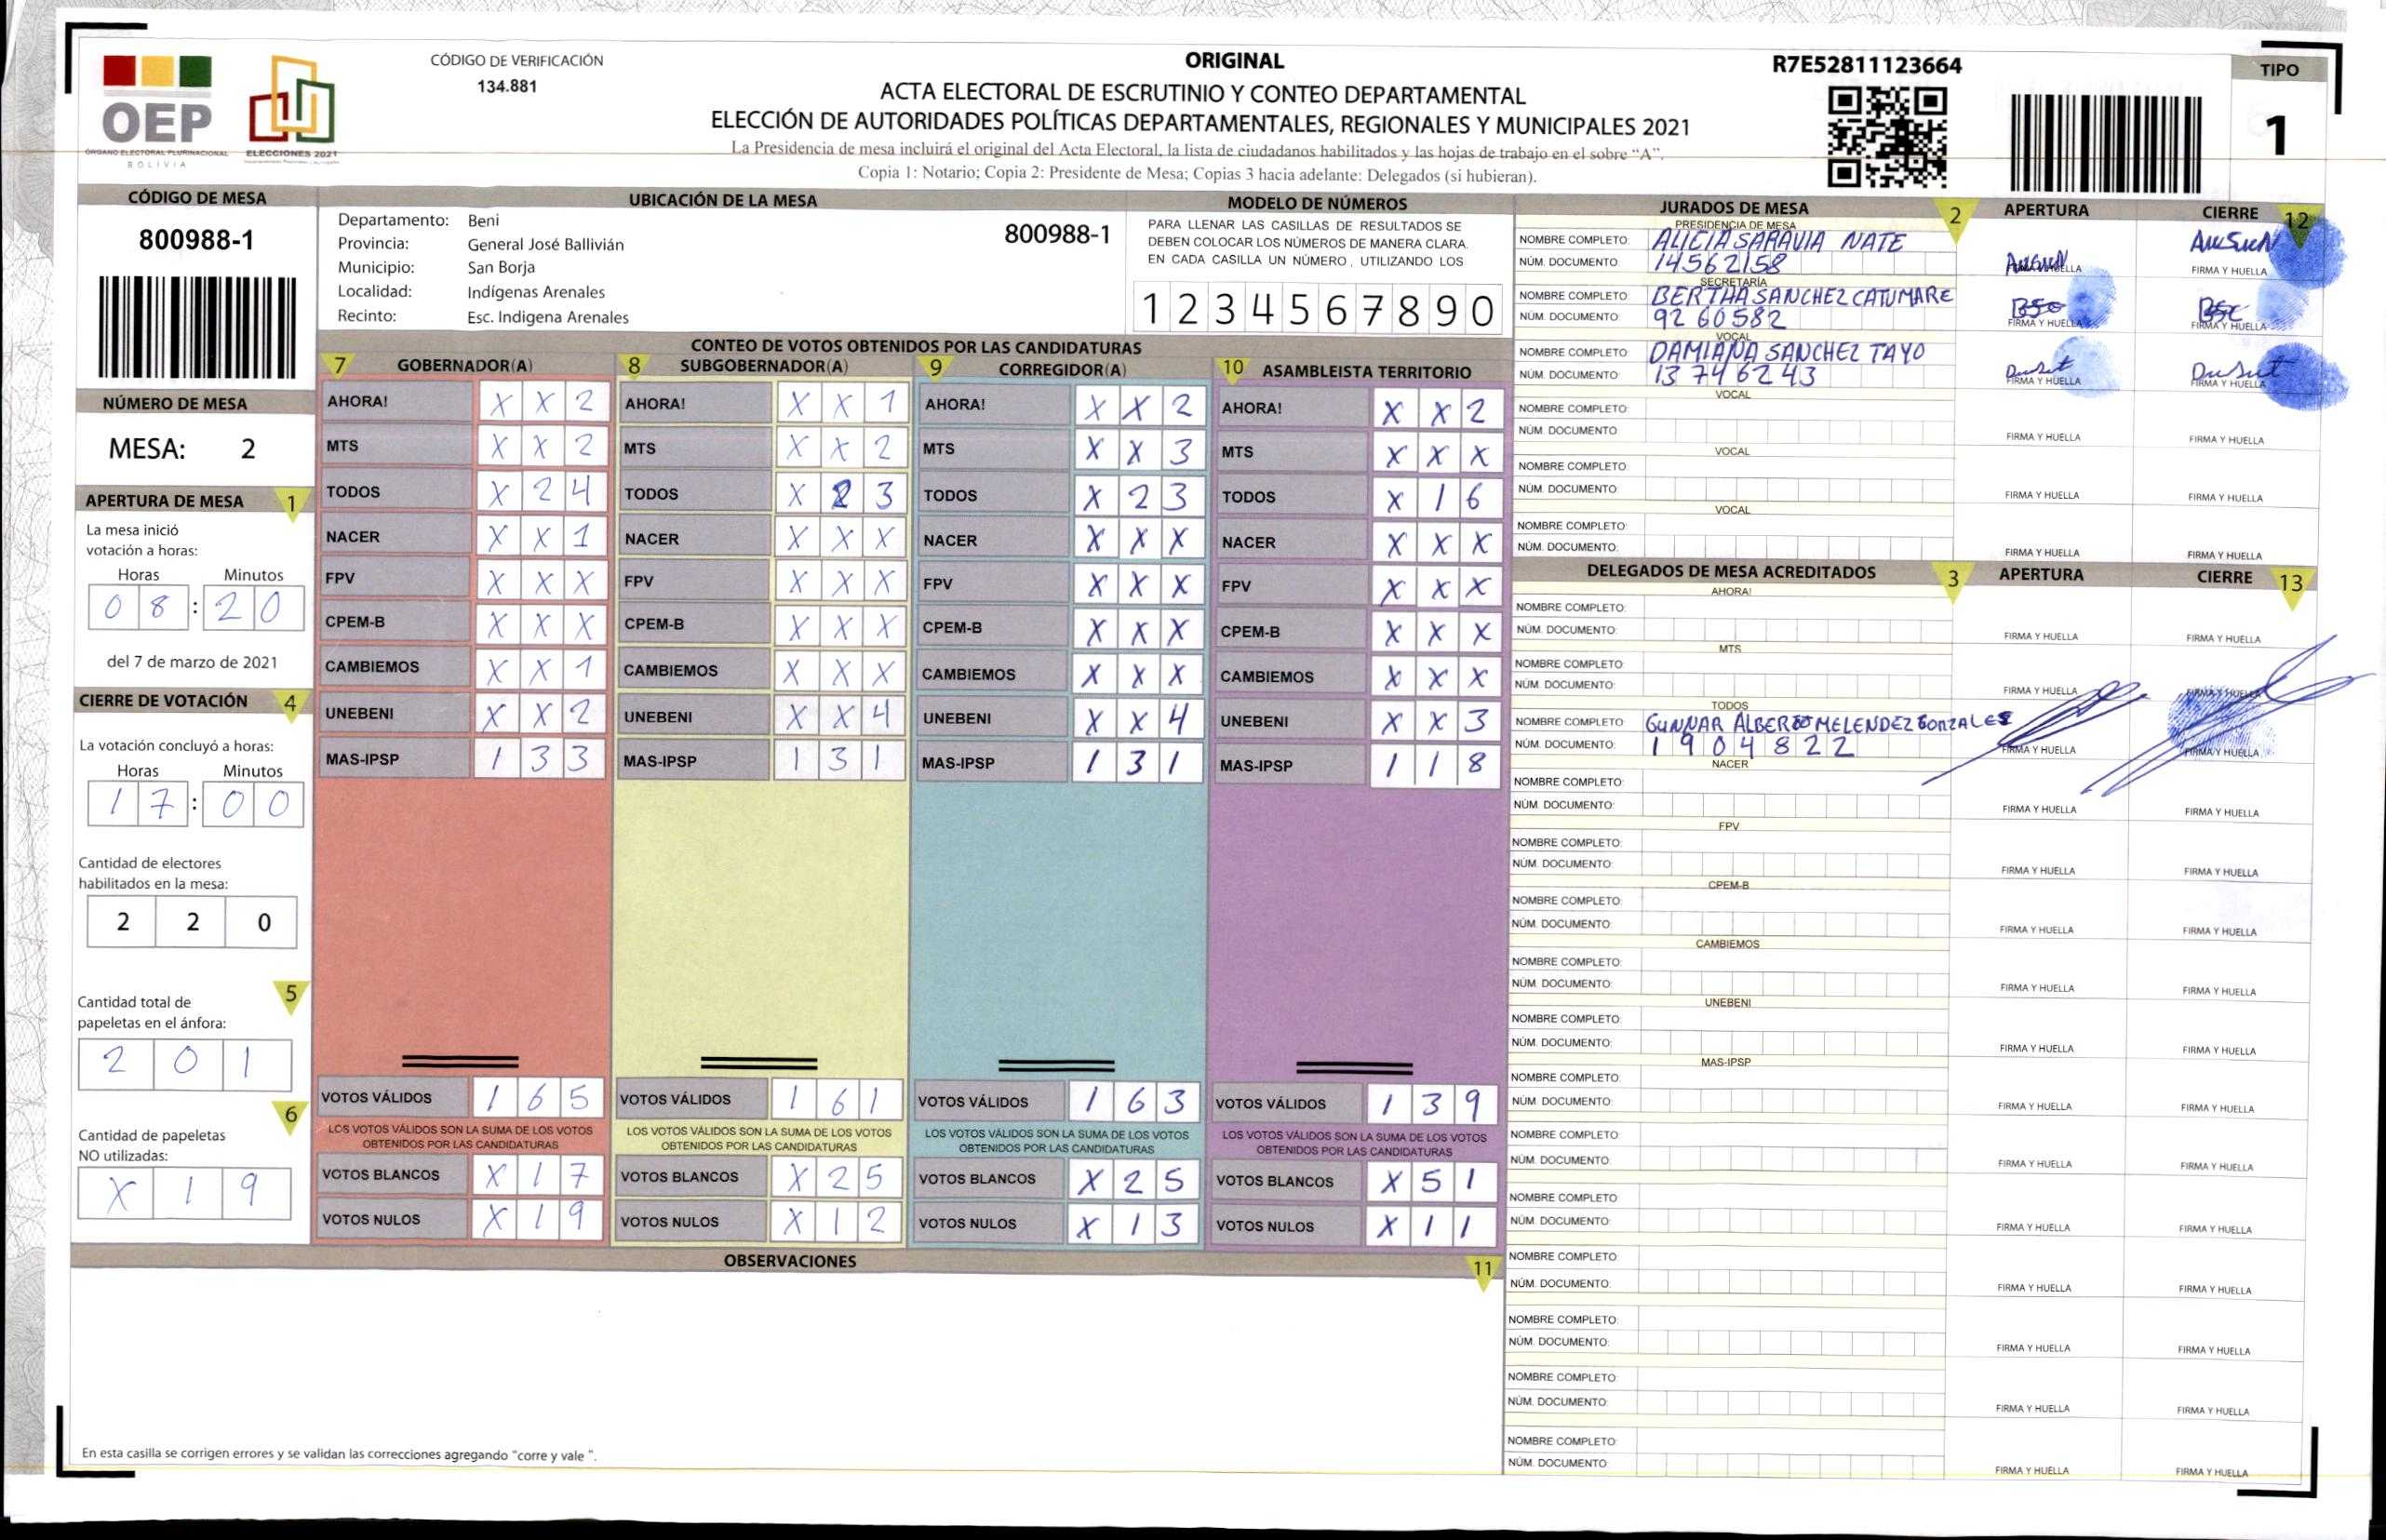 OEP
ÓRGANO ELECTORAL PLURINACIONAL
BOLIVIA
ELECCIONES 2021
CÓDIGO DE VERIFICACIÓN
134.881
ORIGINAL
ACTA ELECTORAL DE ESCRUTINIO Y CONTEO DEPARTAMENTAL
ELECCIÓN DE AUTORIDADES POLÍTICAS DEPARTAMENTALES, REGIONALES Y MUNICIPALES 2021
La Presidencia de mesa incluirá el original del Acta Electoral, la lista de ciudadanos habilitados y las hojas de trabajo en el sobre “A”.
Copia 1: Notario; Copia 2: Presidente de Mesa; Copias 3 hacia adelante: Delegados (si hubieran).
R7E52811123664
TIPO
1
CÓDIGO DE MESA
800988-1
NÚMERO DE MESA
MESA: 2
APERTURA DE MESA 1
La mesa inició
votación a horas:
Horas Minutos
08:20
del 7 de marzo de 2021
CIERRE DE VOTACIÓN 4
La votación concluyó a horas:
Horas Minutos
17:00
Cantidad de electores
habilitados en la mesa:
2 2 0
5
Cantidad total de
papeletas en el ánfora:
2 0 1
6
Cantidad de papeletas
NO utilizadas:
X 1 9
UBICACIÓN DE LA MESA
Departamento: Beni
Provincia: General José Ballivián
Municipio: San Borja
Localidad: Indígenas Arenales
Recinto: Esc. Indigena Arenales
800988-1
MODELO DE NÚMEROS
PARA LLENAR LAS CASILLAS DE RESULTADOS SE
DEBEN COLOCAR LOS NÚMEROS DE MANERA CLARA.
EN CADA CASILLA UN NÚMERO, UTILIZANDO LOS
1 2 3 4 5 6 7 8 9 0
CONTEO DE VOTOS OBTENIDOS POR LAS CANDIDATURAS
7 GOBERNADOR(A)
AHORA! X X 2
MTS X X 2
TODOS X 2 4
NACER X X 1
FPV X X X
CPEM-B X X X
CAMBIEMOS X X 1
UNEBENI X X 2
MAS-IPSP 1 3 3
VOTOS VÁLIDOS 1 6 5
LOS VOTOS VÁLIDOS SON LA SUMA DE LOS VOTOS
OBTENIDOS POR LAS CANDIDATURAS
VOTOS BLANCOS X 1 7
VOTOS NULOS X 1 9
8 SUBGOBERNADOR(A)
AHORA! X X 1
MTS X X 2
TODOS X 2 3
NACER X X X
FPV X X X
CPEM-B X X X
CAMBIEMOS X X X
UNEBENI X X 4
MAS-IPSP 1 3 1
VOTOS VÁLIDOS 1 6 1
LOS VOTOS VÁLIDOS SON LA SUMA DE LOS VOTOS
OBTENIDOS POR LAS CANDIDATURAS
VOTOS BLANCOS X 2 5
VOTOS NULOS X 1 2
9 CORREGIDOR(A)
AHORA! X X 2
MTS X X 3
TODOS X 2 3
NACER X X X
FPV X X X
CPEM-B X X X
CAMBIEMOS X X X
UNEBENI X X 4
MAS-IPSP 1 3 1
VOTOS VÁLIDOS 1 6 3
LOS VOTOS VÁLIDOS SON LA SUMA DE LOS VOTOS
OBTENIDOS POR LAS CANDIDATURAS
VOTOS BLANCOS X 2 5
VOTOS NULOS X 1 3
10 ASAMBLEISTA TERRITORIO
AHORA! X X 2
MTS X X X
TODOS X 1 6
NACER X X X
FPV X X X
CPEM-B X X X
CAMBIEMOS X X X
UNEBENI X X 3
MAS-IPSP 1 1 8
VOTOS VÁLIDOS 1 3 9
LOS VOTOS VÁLIDOS SON LA SUMA DE LOS VOTOS
OBTENIDOS POR LAS CANDIDATURAS
VOTOS BLANCOS X 5 1
VOTOS NULOS X 1 1
OBSERVACIONES 11
En esta casilla se corrigen errores y se validan las correcciones agregando "corre y vale ".
JURADOS DE MESA 2 APERTURA CIERRE 12
PRESIDENCIA DE MESA
NOMBRE COMPLETO: ALICIA SARAVIA NATE
NÚM. DOCUMENTO: 14562158 FIRMA Y HUELLA FIRMA Y HUELLA
SECRETARÍA
NOMBRE COMPLETO: BERTHA SANCHEZ CATUMARE
NÚM. DOCUMENTO: 9260582 FIRMA Y HUELLA FIRMA Y HUELLA
VOCAL
NOMBRE COMPLETO: DAMIANA SANCHEZ TAYO
NÚM. DOCUMENTO: 13746243 FIRMA Y HUELLA FIRMA Y HUELLA
VOCAL
NOMBRE COMPLETO:
NÚM. DOCUMENTO: FIRMA Y HUELLA FIRMA Y HUELLA
VOCAL
NOMBRE COMPLETO:
NÚM. DOCUMENTO: FIRMA Y HUELLA FIRMA Y HUELLA
VOCAL
NOMBRE COMPLETO:
NÚM. DOCUMENTO: FIRMA Y HUELLA FIRMA Y HUELLA
DELEGADOS DE MESA ACREDITADOS 3 APERTURA CIERRE 13
AHORA!
NOMBRE COMPLETO:
NÚM. DOCUMENTO: FIRMA Y HUELLA FIRMA Y HUELLA
MTS
NOMBRE COMPLETO:
NÚM. DOCUMENTO: FIRMA Y HUELLA FIRMA Y HUELLA
TODOS
NOMBRE COMPLETO: GUNNAR ALBERTO MELENDEZ GONZALES
NÚM. DOCUMENTO: 1904822 FIRMA Y HUELLA FIRMA Y HUELLA
NACER
NOMBRE COMPLETO:
NÚM. DOCUMENTO: FIRMA Y HUELLA FIRMA Y HUELLA
FPV
NOMBRE COMPLETO:
NÚM. DOCUMENTO: FIRMA Y HUELLA FIRMA Y HUELLA
CPEM-B
NOMBRE COMPLETO:
NÚM. DOCUMENTO: FIRMA Y HUELLA FIRMA Y HUELLA
CAMBIEMOS
NOMBRE COMPLETO:
NÚM. DOCUMENTO: FIRMA Y HUELLA FIRMA Y HUELLA
UNEBENI
NOMBRE COMPLETO:
NÚM. DOCUMENTO: FIRMA Y HUELLA FIRMA Y HUELLA
MAS-IPSP
NOMBRE COMPLETO:
NÚM. DOCUMENTO: FIRMA Y HUELLA FIRMA Y HUELLA
NOMBRE COMPLETO:
NÚM. DOCUMENTO: FIRMA Y HUELLA FIRMA Y HUELLA
NOMBRE COMPLETO:
NÚM. DOCUMENTO: FIRMA Y HUELLA FIRMA Y HUELLA
NOMBRE COMPLETO:
NÚM. DOCUMENTO: FIRMA Y HUELLA FIRMA Y HUELLA
NOMBRE COMPLETO:
NÚM. DOCUMENTO: FIRMA Y HUELLA FIRMA Y HUELLA
NOMBRE COMPLETO:
NÚM. DOCUMENTO: FIRMA Y HUELLA FIRMA Y HUELLA
NOMBRE COMPLETO:
NÚM. DOCUMENTO: FIRMA Y HUELLA FIRMA Y HUELLA